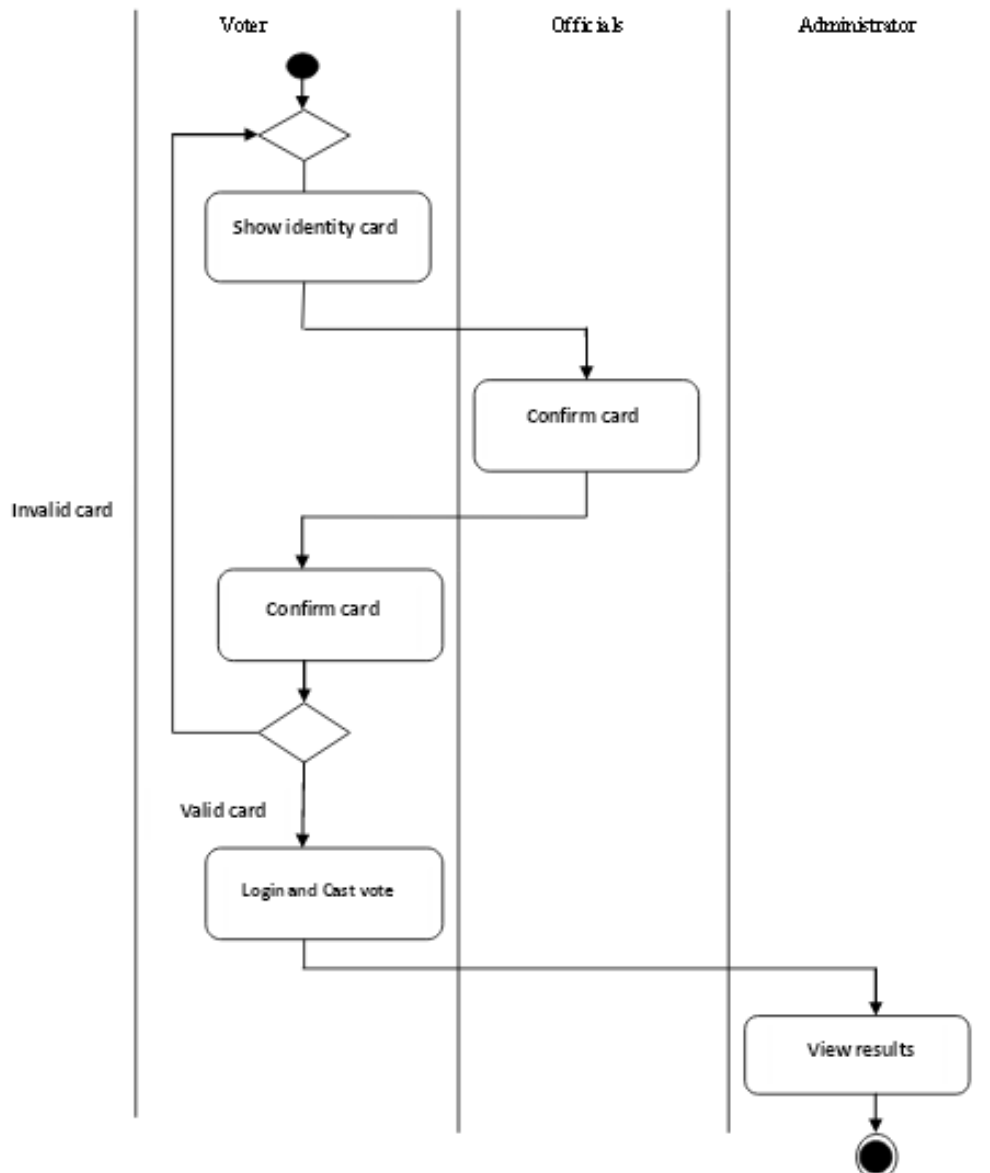 Voter
Officials
Administrator
Show identity card
Confirm card
Invalid card
Confirm card
Valid card
Login and Cast vote
View results